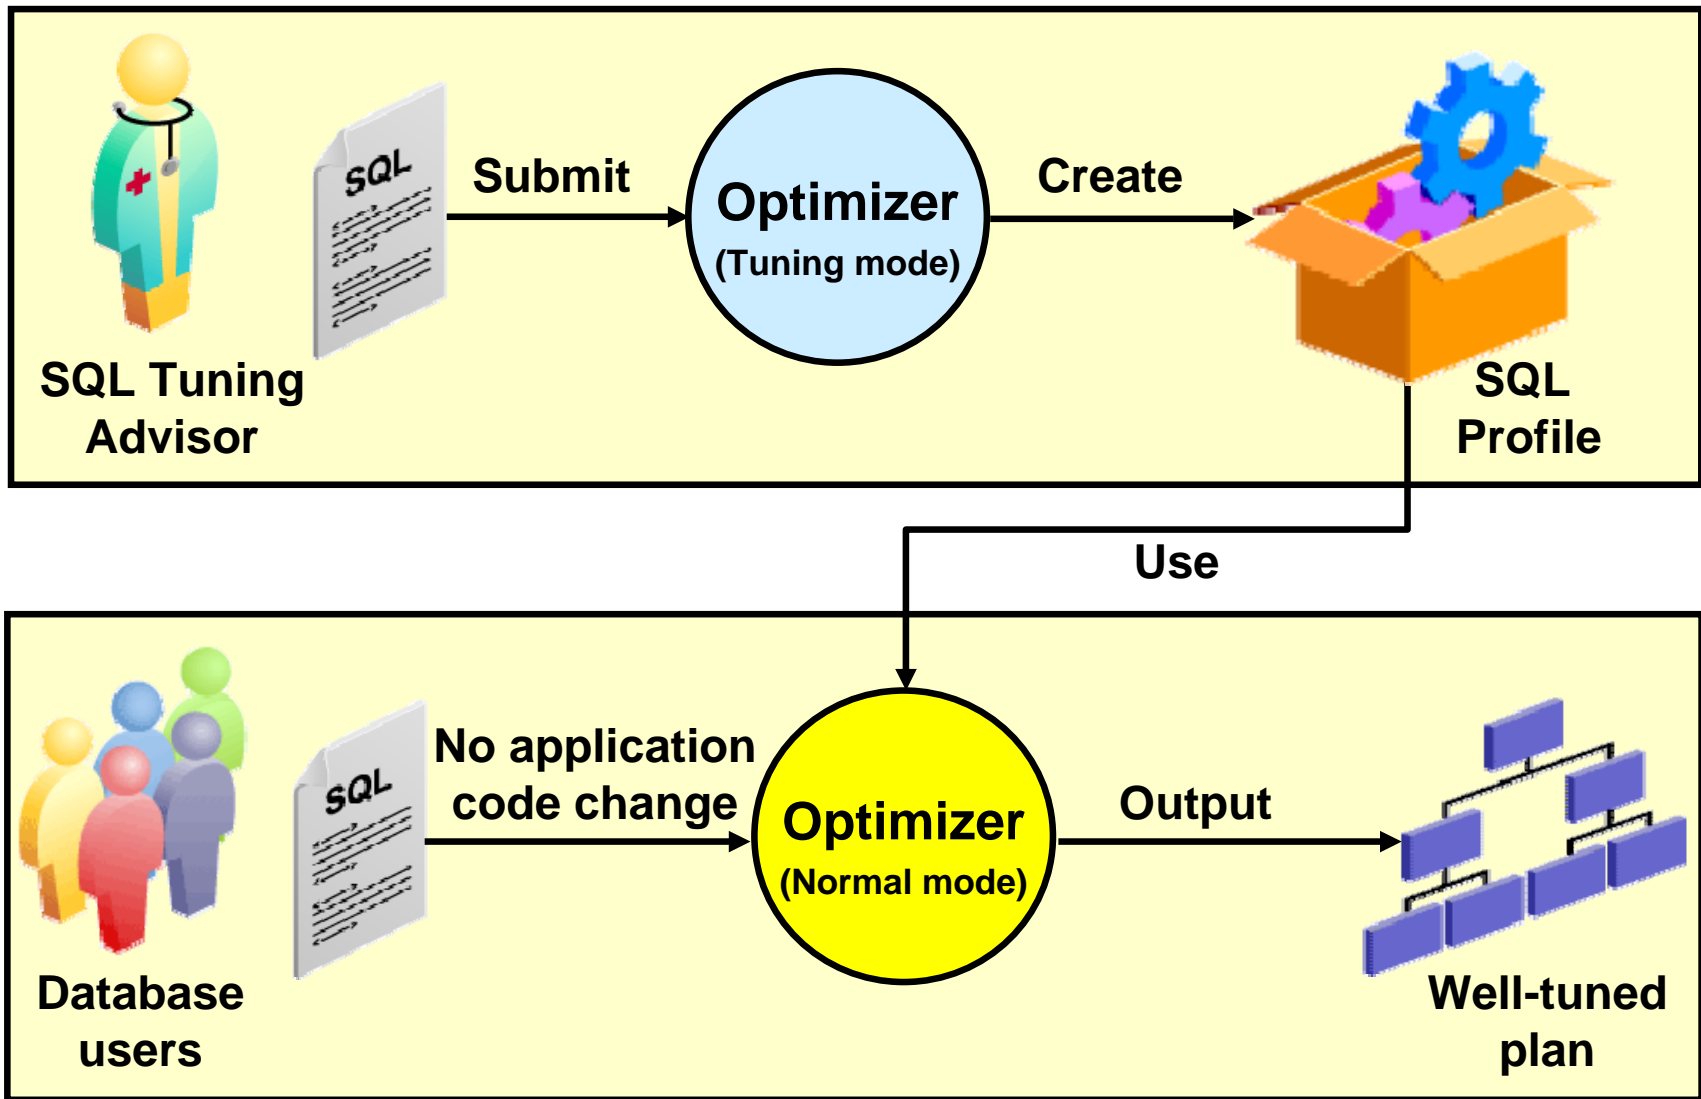 SQL
Submit
Optimizer
(Tuning mode)
Create
SQL Tuning
Advisor
SQL
Profile
Use
SQL
No application
code change
Optimizer
(Normal mode)
Output
Database
users
Well-tuned
plan